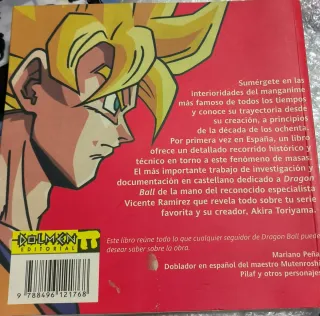 Sumérgete en las
interioridades del manganime
más famoso de todos los tiempos
y conoce su trayectoria desde
su creación, a principios
de la década de los ochenta.
Por primera vez en España, un libro
ofrece un detallado recorrido histórico y
técnico en torno a este fenómeno de masas.
El más importante trabajo de investigación y
documentación en castellano dedicado a Dragon
Ball de la mano del reconocido especialista
Vicente Ramírez que revela todo sobre tu serie
favorita y su creador, Akira Toriyama.
DOLMEN
EDITORIAL
Este libro reúne todo lo que cualquier seguidor de Dragon Ball puede
desear saber sobre la obra.
Mariano Peña
Doblador en español del maestro Mutenroshi
Pilaf y otros personajes
9 788496 121768